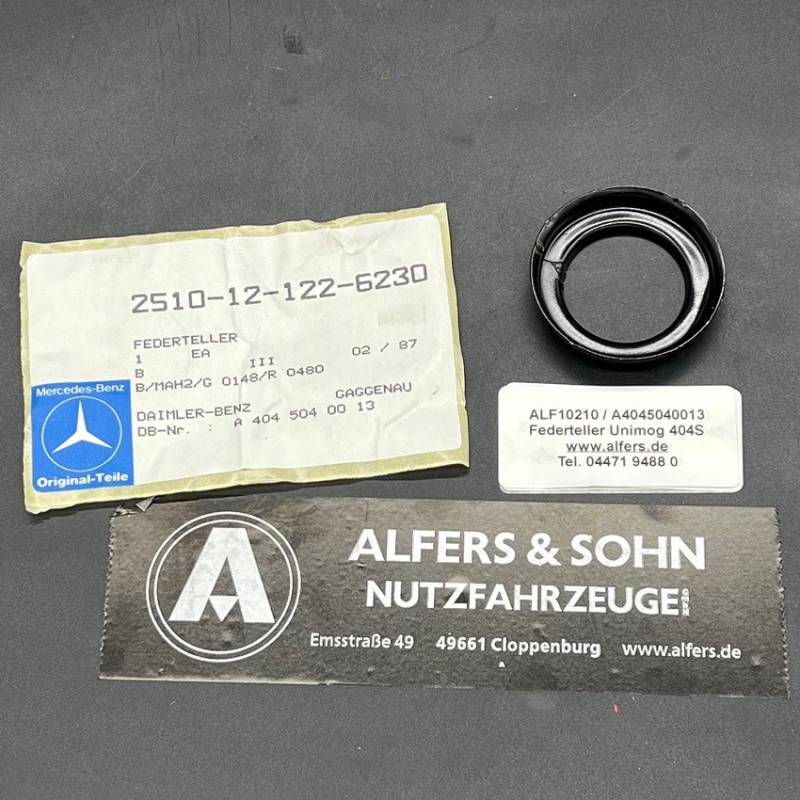 2510-12-122-6230
FEDERTELLER
1 EA
B III 02 / 87
B/MAH2/G 0148/R 0480
DAIMLER-BENZ GAGGENAU
DB-Nr. : A 404 504 00 13
Mercedes-Benz
Original-Teile
ALF10210 / A4045040013
Federteller Unimog 404S
www.alfers.de
Tel. 04471 9488 0
A
ALFERS & SOHN
NUTZFAHRZEUGE
Emsstraße 49 49661 Cloppenburg www.alfers.de